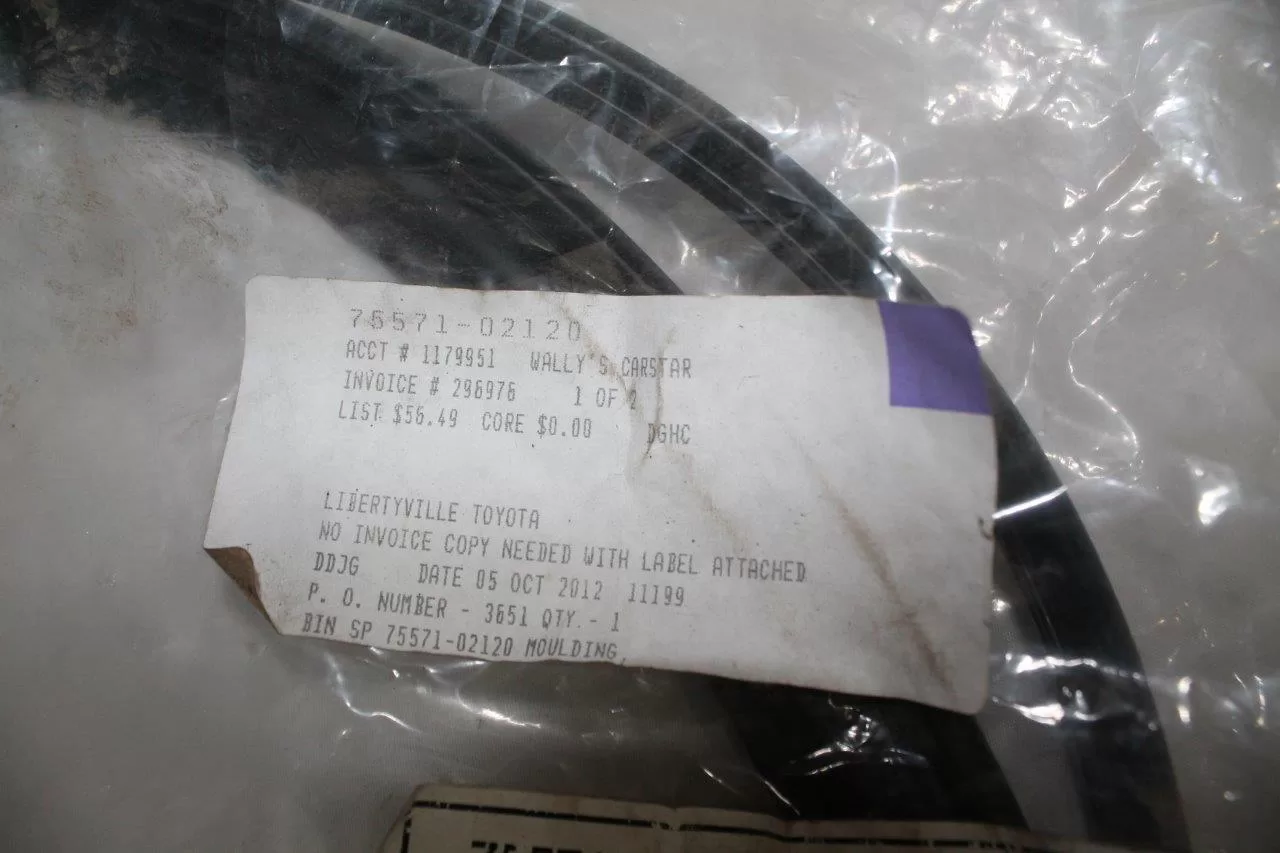 75571-02120
ACCT # 1179951 WALLY'S CARSTAR
INVOICE # 296976 1 OF 2
LIST $56.49 CORE $0.00 DGHC
LIBERTYVILLE TOYOTA
NO INVOICE COPY NEEDED WITH LABEL ATTACHED
DDJG DATE 05 OCT 2012 11199
P. O. NUMBER - 3651 QTY. - 1
BIN SP 75571-02120 MOULDING,